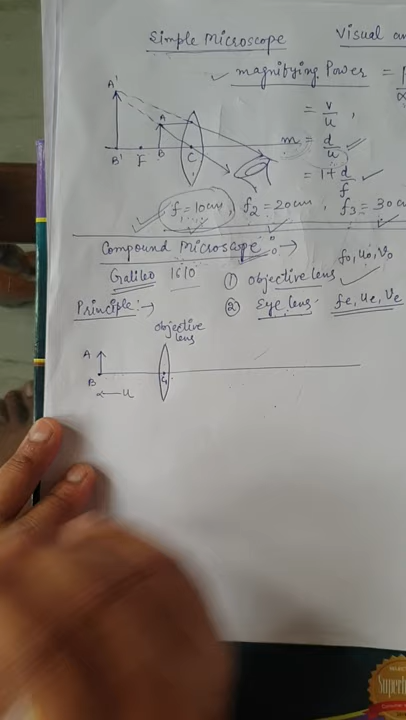 Simple Microscope
Visual an
magnifying Power =
= v/u ,
A'
A
m = d/u
B' F B C
= 1 + d/f
f = 10cm, f2 = 20cm, f3 = 30c
Compound Microscope :→
fo, uo, vo
Galileo 1610
① Objective lens
Principle :→
② Eye lens. fe, ue, ve
objective
lens
A
B
u